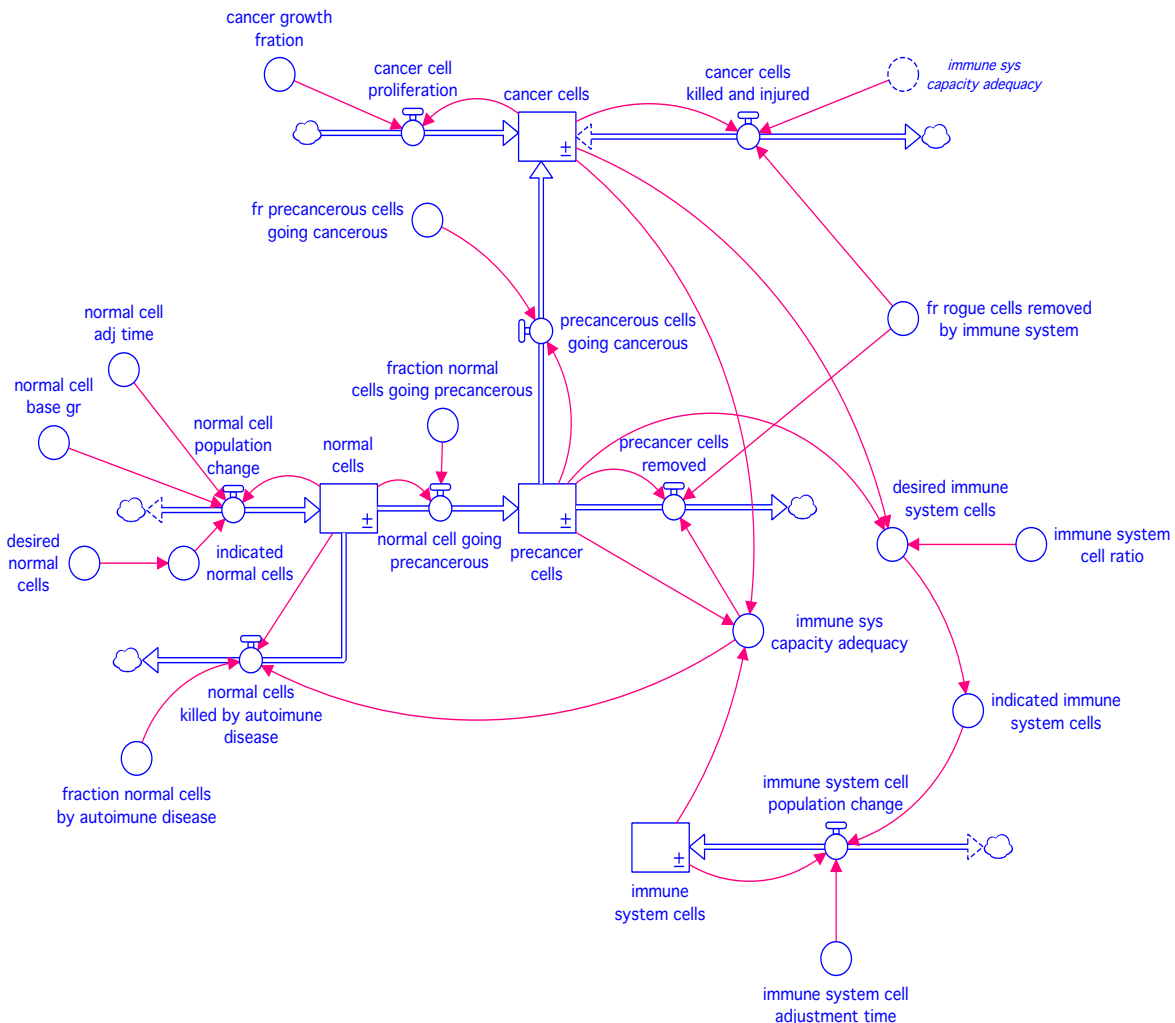 cancer growth
fration
cancer cell
proliferation
cancer cells
cancer cells
killed and injured
immune sys
capacity adequacy
±
fr precancerous cells
going cancerous
normal cell
adj time
precancerous cells
going cancerous
fr rogue cells removed
by immune system
fraction normal
cells going precancerous
normal cell
base gr
normal cell
population
change
normal
cells
precancer cells
removed
desired immune
system cells
±
±
desired
normal
cells
indicated
normal cells
normal cell going
precancerous
precancer
cells
immune system
cell ratio
immune sys
capacity adequacy
normal cells
killed by autoimune
disease
indicated immune
system cells
fraction normal cells
by autoimune disease
immune system cell
population change
±
immune
system cells
immune system cell
adjustment time